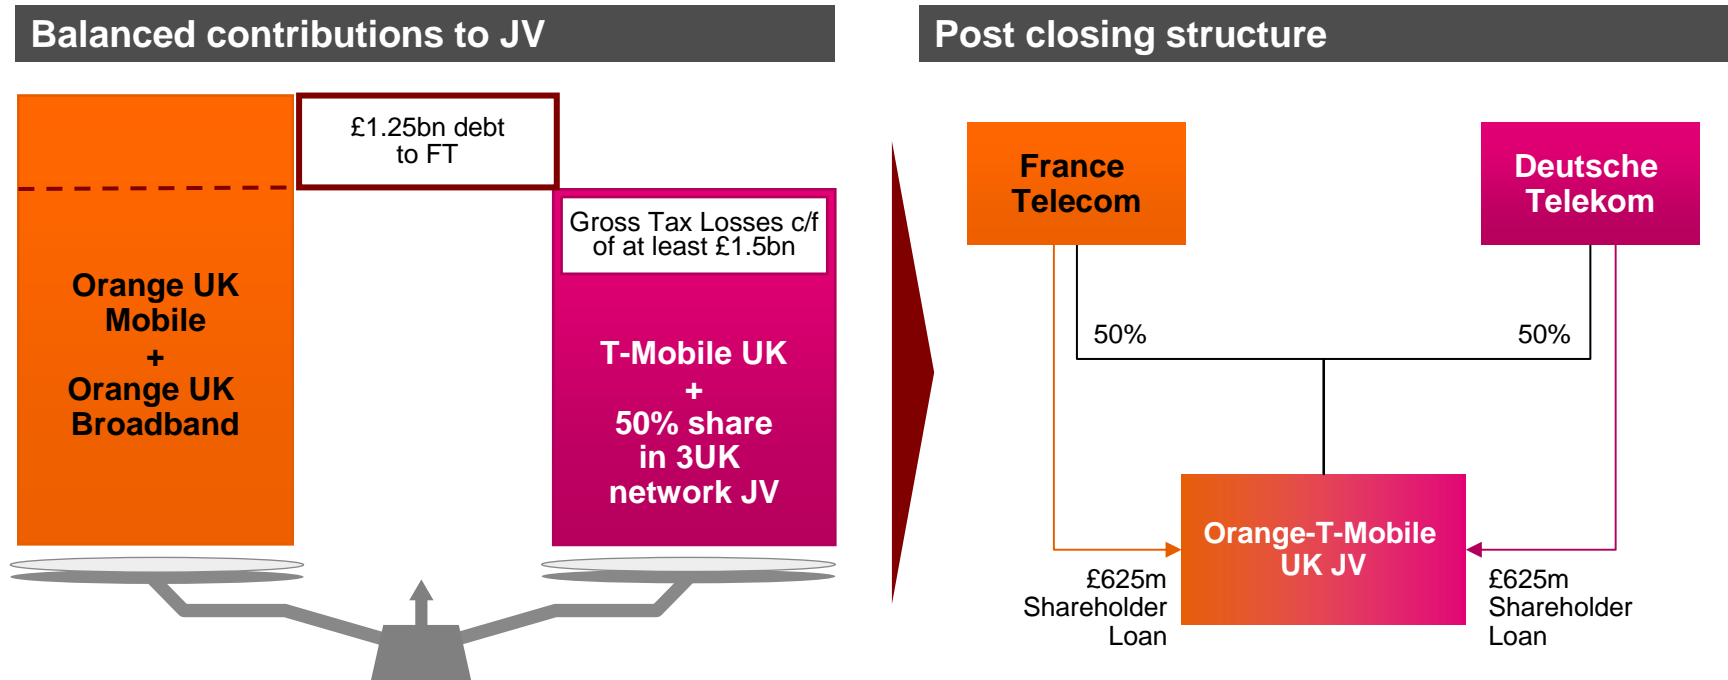 Balanced contributions to JV
£1.25bn debt
to FT
Gross Tax Losses c/f
of at least £1.5bn
Orange UK
Mobile
+
Orange UK
Broadband
T-Mobile UK
+
50% share
in 3UK
network JV
Post closing structure
France
Telecom
Deutsche
Telekom
50%
50%
Orange-T-Mobile
UK JV
£625m
Shareholder
Loan
£625m
Shareholder
Loan